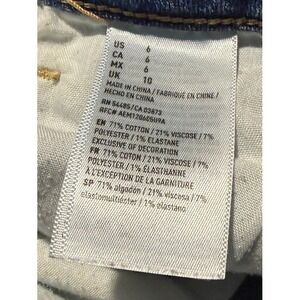 US 6
CA 6
MX 6
UK 10
MADE IN CHINA / FABRIQUÉ EN CHINE /
HECHO EN CHINA
RN 54485/CA 03873
EN 71% COTTON / 21% VISCOSE / 7%
POLYESTER / 1% ELASTANE
EXCLUSIVE OF DECORATION
FR 71% COTON / 21% VISCOSE / 7%
POLYESTER / 1% ÉLASTHANNE
À L'EXCEPTION DE LA GARNITURE
SP 71% algodón / 21% viscosa / 7%
elastomultiéster / 1% elastano